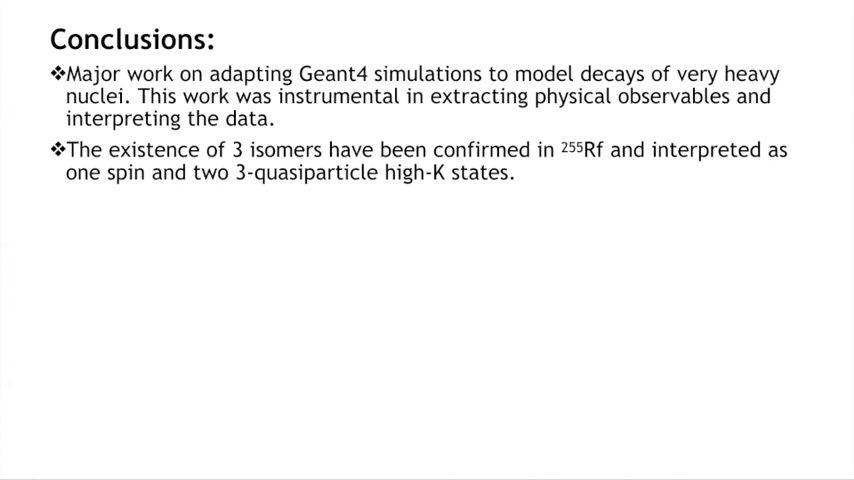 Conclusions:
❖Major work on adapting Geant4 simulations to model decays of very heavy
nuclei. This work was instrumental in extracting physical observables and
interpreting the data.
❖The existence of 3 isomers have been confirmed in ²⁵⁵Rf and interpreted as
one spin and two 3-quasiparticle high-K states.